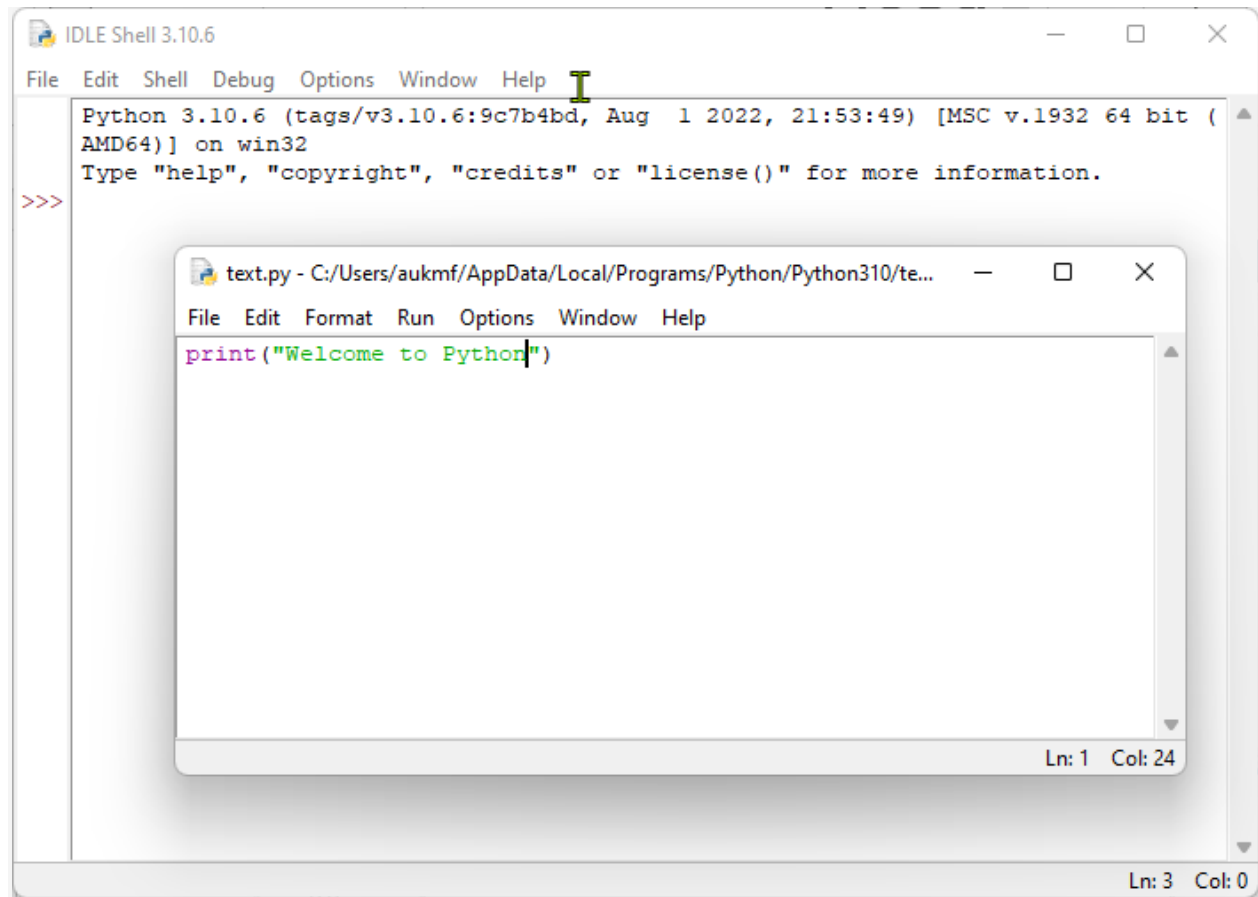 IDLE Shell 3.10.6
File Edit Shell Debug Options Window Help
Python 3.10.6 (tags/v3.10.6:9c7b4bd, Aug  1 2022, 21:53:49) [MSC v.1932 64 bit (
AMD64)] on win32
Type "help", "copyright", "credits" or "license()" for more information.
>>>
text.py - C:/Users/aukmf/AppData/Local/Programs/Python/Python310/te...
File Edit Format Run Options Window Help
print("Welcome to Python")
Ln: 1 Col: 24
Ln: 3 Col: 0